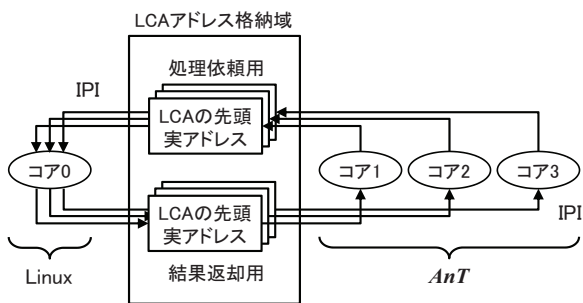 LCAアドレス格納域
処理依頼用
IPI
LCAの先頭
実アドレス
コア0
コア1
コア2
コア3
LCAの先頭
実アドレス
IPI
結果返却用
Linux
AnT